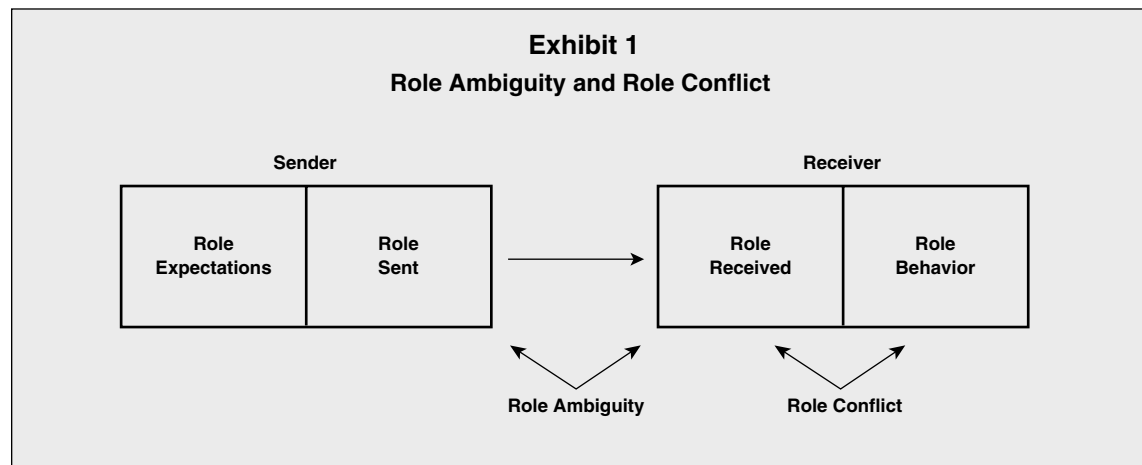 Exhibit 1
Role Ambiguity and Role Conflict
Sender
Receiver
Role
Expectations
Role
Sent
Role
Received
Role
Behavior
Role Ambiguity
Role Conflict